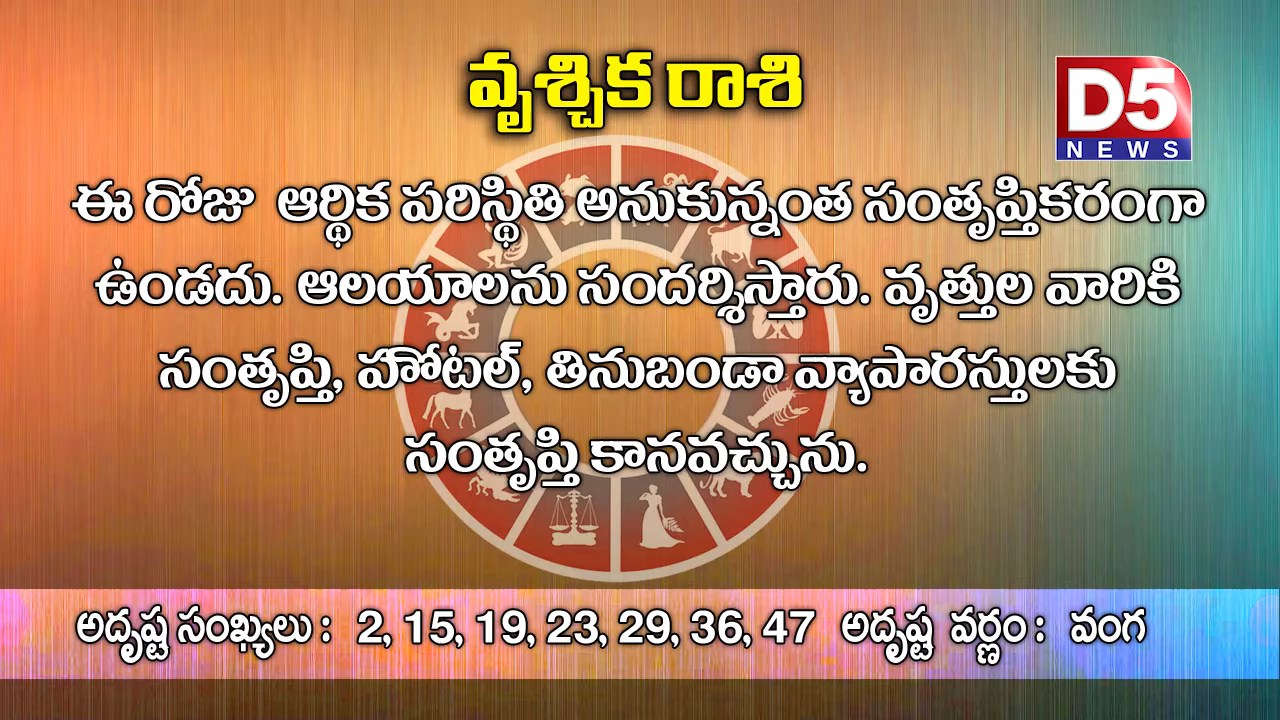 వృశ్చిక రాశి
D5
NEWS
ఈ రోజు ఆర్థిక పరిస్థితి అనుకున్నంత సంతృప్తికరంగా
ఉండదు. ఆలయాలను సందర్శిస్తారు. వృత్తుల వారికి
సంతృప్తి, హోటల్, తినుబండా వ్యాపారస్తులకు
సంతృప్తి కానవచ్చును.
అదృష్ట సంఖ్యలు : 2, 15, 19, 23, 29, 36, 47 అదృష్ట వర్ణం : వంగ